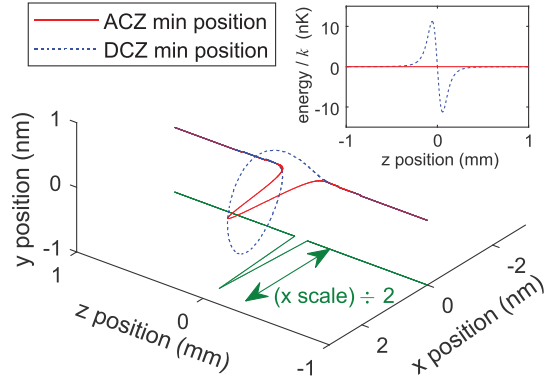 ACZ min position
DCZ min position
energy / k (nK)
10
0
-10
-1
0
1
z position (mm)
y position (nm)
1
0
-1
1
0
-1
z position (mm)
(x scale) ÷ 2
-2
0
2
x position (nm)